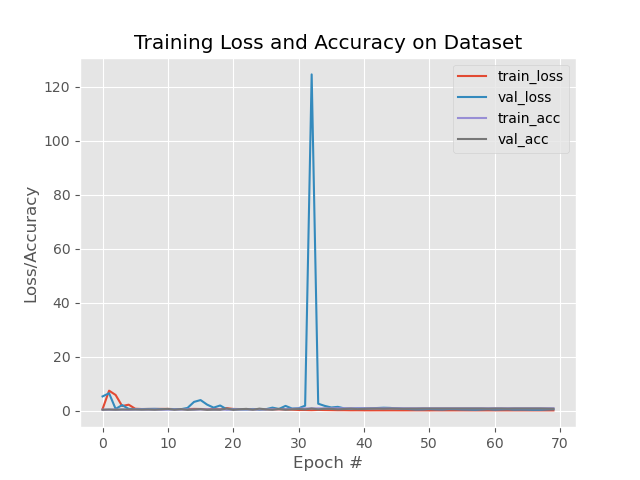 Training Loss and Accuracy on Dataset
train_loss
val_loss
train_acc
val_acc
Loss/Accuracy
120
100
80
60
40
20
0
0 10 20 30 40 50 60 70
Epoch #